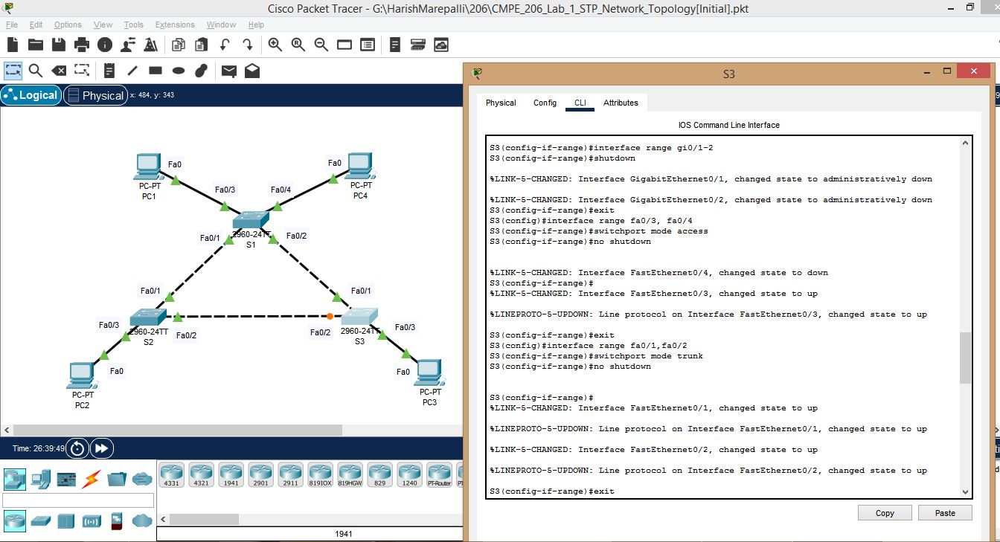 Cisco Packet Tracer - G:\HarishMarepalli\206\CMPE_206_Lab_1_STP_Network_Topology[Initial].pkt
File Edit Options View Tools Extensions Window Help
Logical Physical x: 484, y: 343
Fa0
PC-PT
PC1
Fa0
PC-PT
PC4
Fa0/3
Fa0/4
2960-24TT
S1
Fa0/1
Fa0/2
Fa0/1
Fa0/1
Fa0/3
2960-24TT
S2
Fa0/2
Fa0/2
2960-24TT
S3
Fa0/3
Fa0
PC-PT
PC2
Fa0
PC-PT
PC3
Time: 26:39:49
4331 4321 1941 2901 2911 819IOX 819HGW 829 1240 PT-Router
1941
S3
Physical Config CLI Attributes
IOS Command Line Interface
S3(config-if-range)#interface range gi0/1-2
S3(config-if-range)#shutdown
%LINK-5-CHANGED: Interface GigabitEthernet0/1, changed state to administratively down
%LINK-5-CHANGED: Interface GigabitEthernet0/2, changed state to administratively down
S3(config-if-range)#exit
S3(config)#interface range fa0/3, fa0/4
S3(config-if-range)#switchport mode access
S3(config-if-range)#no shutdown
%LINK-5-CHANGED: Interface FastEthernet0/4, changed state to down
S3(config-if-range)#
%LINK-5-CHANGED: Interface FastEthernet0/3, changed state to up
%LINEPROTO-5-UPDOWN: Line protocol on Interface FastEthernet0/3, changed state to up
S3(config-if-range)#exit
S3(config)#interface range fa0/1,fa0/2
S3(config-if-range)#switchport mode trunk
S3(config-if-range)#no shutdown
S3(config-if-range)#
%LINK-5-CHANGED: Interface FastEthernet0/1, changed state to up
%LINEPROTO-5-UPDOWN: Line protocol on Interface FastEthernet0/1, changed state to up
%LINK-5-CHANGED: Interface FastEthernet0/2, changed state to up
%LINEPROTO-5-UPDOWN: Line protocol on Interface FastEthernet0/2, changed state to up
S3(config-if-range)#exit
Copy Paste